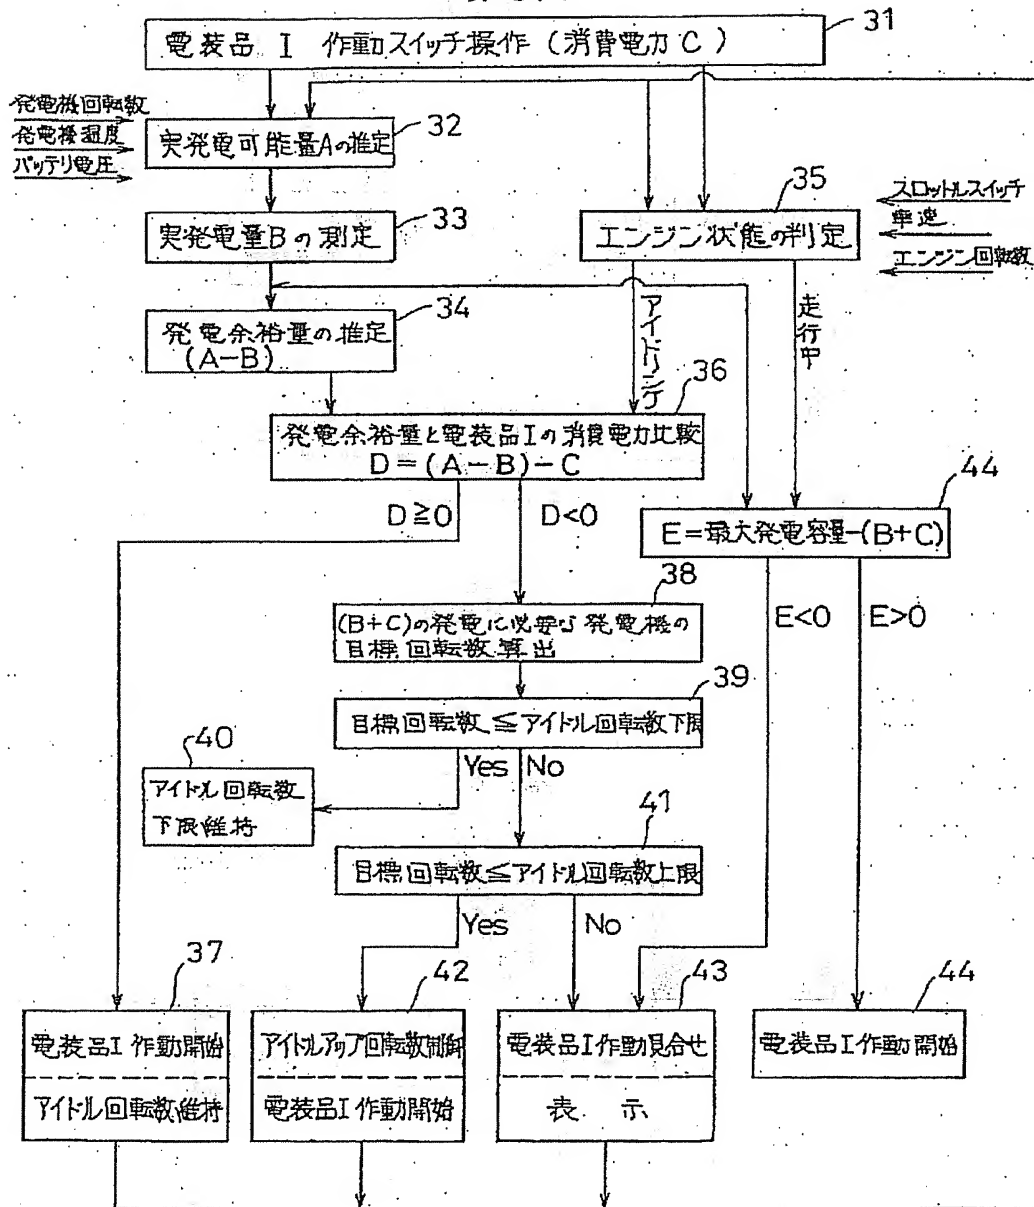 31
電装品 I 作動スイッチ操作 (消費電力 C)
発電機回転数
発電機温度
バッテリ電圧
32
実発電可能量Aの推定
35
スロットルスイッチ
車速
エンジン回転数
33
実発電量Bの測定
エンジン状態の判定
34
発電余裕量の推定
(A-B)
アイドリング
走行中
36
発電余裕量と電装品Iの消費電力比較
D=(A-B)-C
44
D≧0
D<0
E=最大発電容量-(B+C)
38
(B+C)の発電に必要な発電機の
目標回転数算出
E<0
E>0
39
目標回転数≦アイドル回転数下限
40
Yes
No
アイドル回転数
下限維持
41
目標回転数≦アイドル回転数上限
Yes
No
37
42
43
44
電装品I作動開始
アイドル回転数維持
アイドルアップ回転数制御
電装品I作動開始
電装品I作動見合せ
表 示
電装品I作動開始